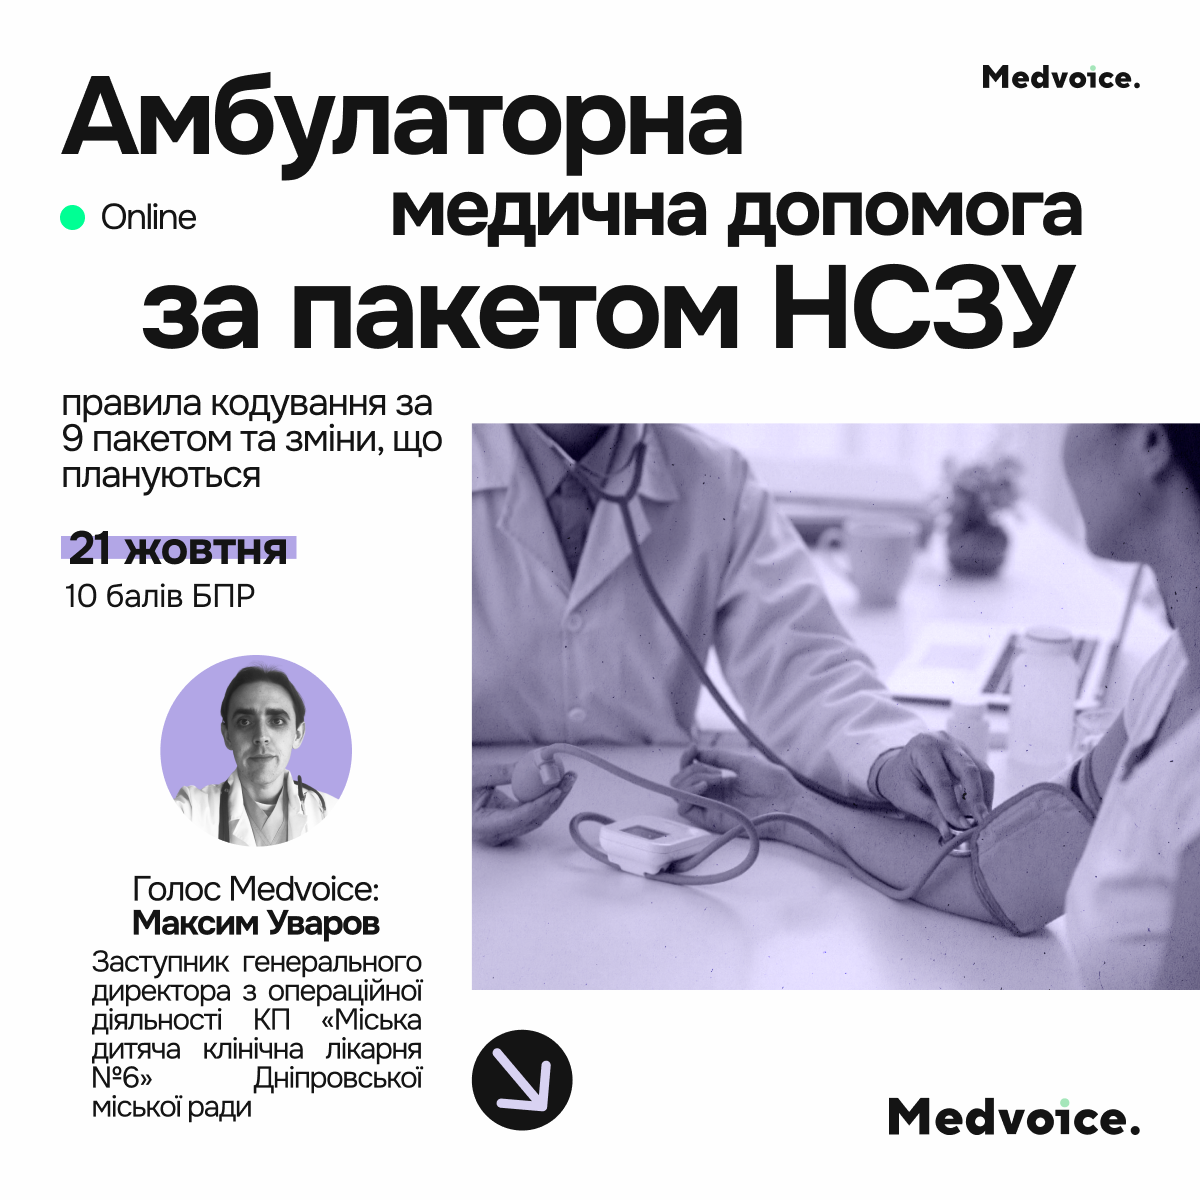 Medvoice.
Амбулаторна
Online
медична допомога
за пакетом НСЗУ
правила кодування за
9 пакетом та зміни, що
плануються
21 жовтня
10 балів БПР
Голос Medvoice:
Максим Уваров
Заступник генерального
директора з операційної
діяльності КП «Міська
дитяча клінічна лікарня
№6» Дніпровської
міської ради
Medvoice.